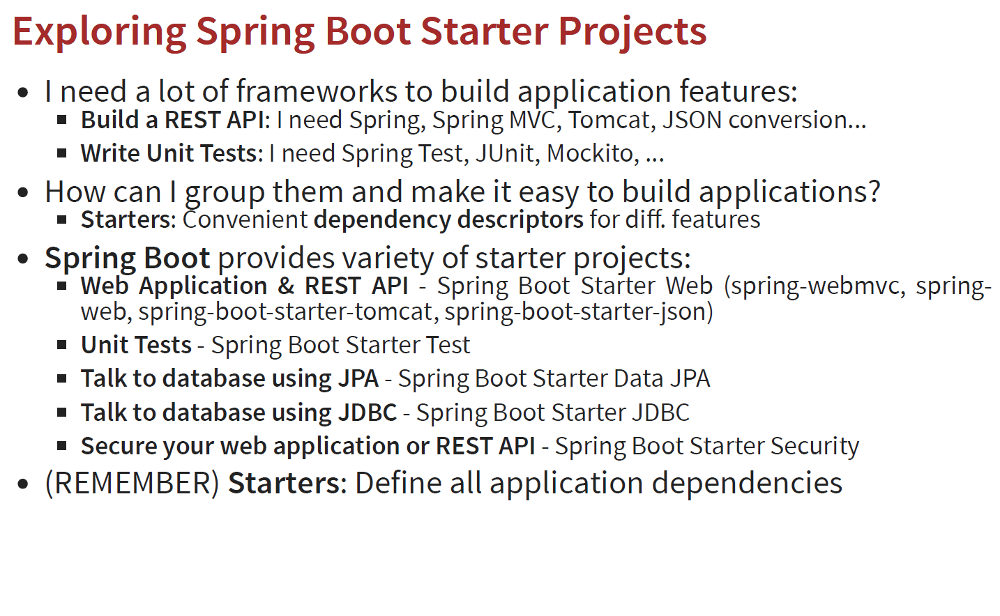 Exploring Spring Boot Starter Projects
I need a lot of frameworks to build application features:
Build a REST API: I need Spring, Spring MVC, Tomcat, JSON conversion...
Write Unit Tests: I need Spring Test, JUnit, Mockito, ...
How can I group them and make it easy to build applications?
Starters: Convenient dependency descriptors for diff. features
Spring Boot provides variety of starter projects:
Web Application & REST API - Spring Boot Starter Web (spring-webmvc, spring-
web, spring-boot-starter-tomcat, spring-boot-starter-json)
Unit Tests - Spring Boot Starter Test
Talk to database using JPA - Spring Boot Starter Data JPA
Talk to database using JDBC - Spring Boot Starter JDBC
Secure your web application or REST API - Spring Boot Starter Security
(REMEMBER) Starters: Define all application dependencies